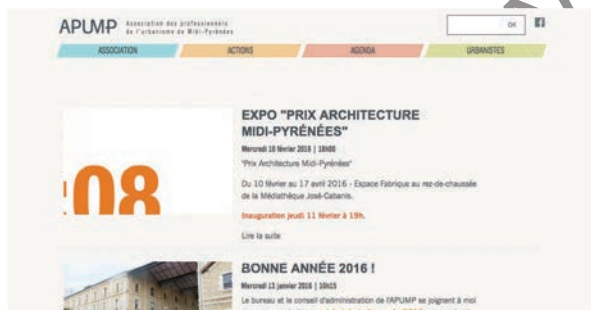 APUMP Association des professionnels
de l'urbanisme de Midi-Pyrénées
OK
ASSOCIATION ACTIONS AGENDA URBANISTES
:08
EXPO "PRIX ARCHITECTURE
MIDI-PYRÉNÉES"
Mercredi 10 février 2016 | 18h00
"Prix Architecture Midi-Pyrénées"
Du 10 février au 17 avril 2016 - Espace Fabrique au rez-de-chaussée
de la Médiathèque José-Cabanis.
Inauguration jeudi 11 février à 19h.
Lire la suite
BONNE ANNÉE 2016 !
Mercredi 13 janvier 2016 | 10h15
Le bureau et le conseil d'administration de l'APUMP se joignent à moi